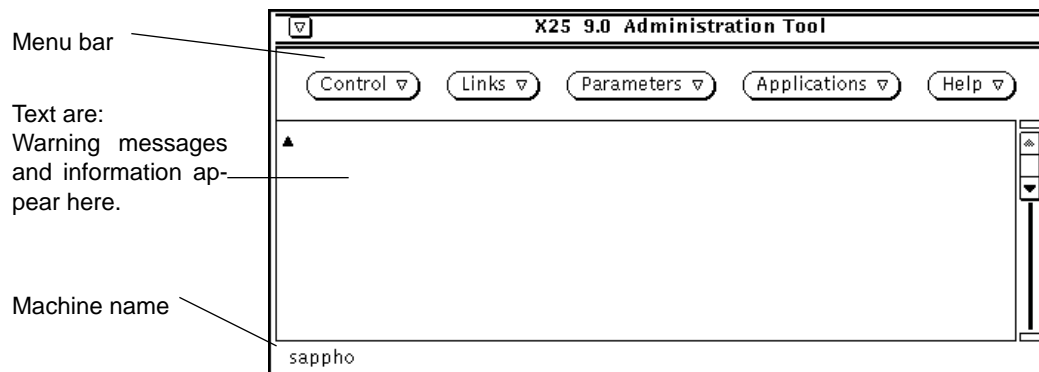 X25 9.0 Administration Tool
Menu bar
Control Links Parameters Applications Help
Text are:
Warning messages
and information ap-
pear here.
Machine name
sappho